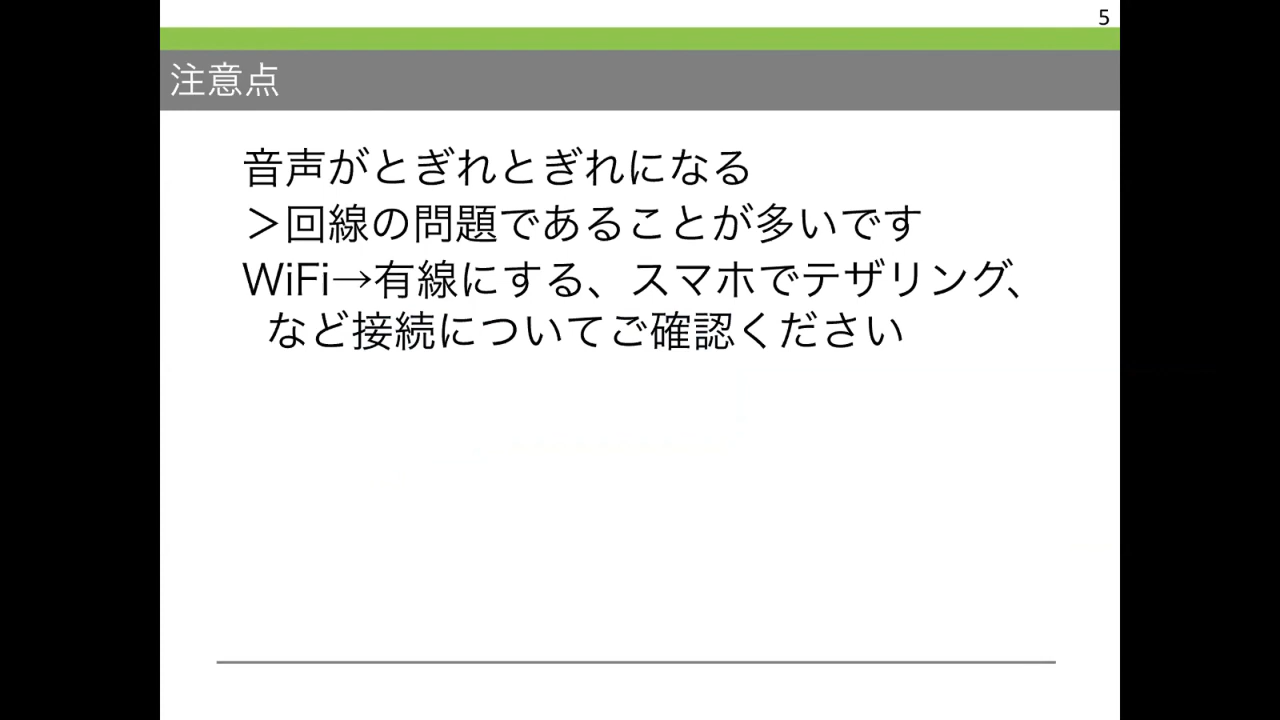 5
注意点
音声がとぎれとぎれになる
＞回線の問題であることが多いです
WiFi→有線にする、スマホでテザリング、
など接続についてご確認ください